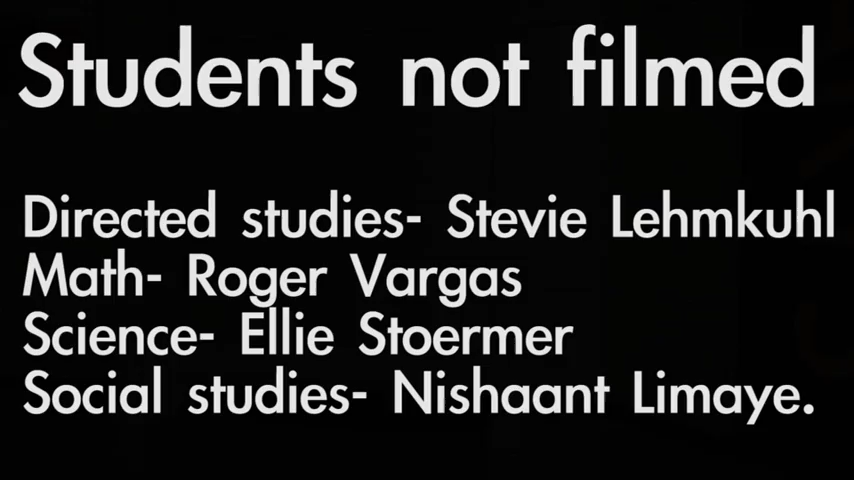 Students not filmed
Directed studies- Stevie Lehmkuhl
Math- Roger Vargas
Science- Ellie Stoermer
Social studies- Nishaant Limaye.